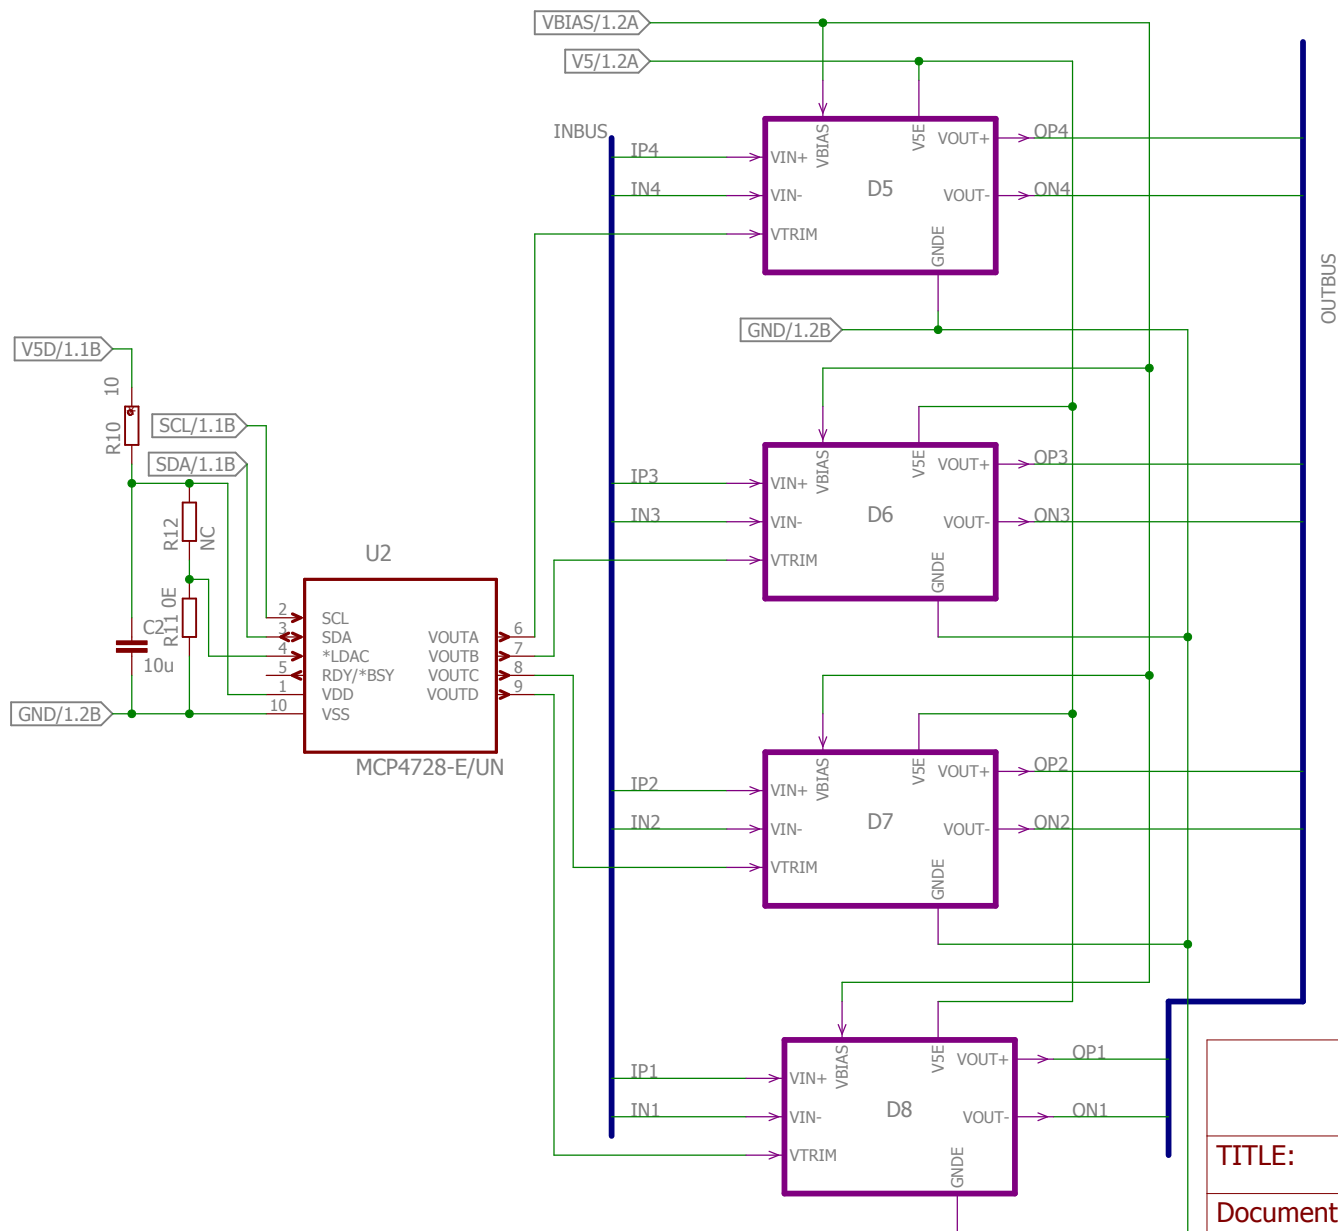 VBIAS/1.2A
V5/1.2A
INBUS
OUTBUS
IP4
IN4
VIN+
VIN-
VTRIM
VBIAS
V5E
D5
GNDE
VOUT+
VOUT-
OP4
ON4
GND/1.2B
V5D/1.1B
10
R10
SCL/1.1B
SDA/1.1B
R12
NC
R11 0E
C2
10u
GND/1.2B
U2
2
3
4
5
1
10
SCL
SDA
*LDAC
RDY/*BSY
VDD
VSS
VOUTA
VOUTB
VOUTC
VOUTD
6
7
8
9
MCP4728-E/UN
IP3
IN3
VIN+
VIN-
VTRIM
VBIAS
V5E
D6
GNDE
VOUT+
VOUT-
OP3
ON3
IP2
IN2
VIN+
VIN-
VTRIM
VBIAS
V5E
D7
GNDE
VOUT+
VOUT-
OP2
ON2
IP1
IN1
VIN+
VIN-
VTRIM
VBIAS
V5E
D8
GNDE
VOUT+
VOUT-
OP1
ON1
TITLE:
Document